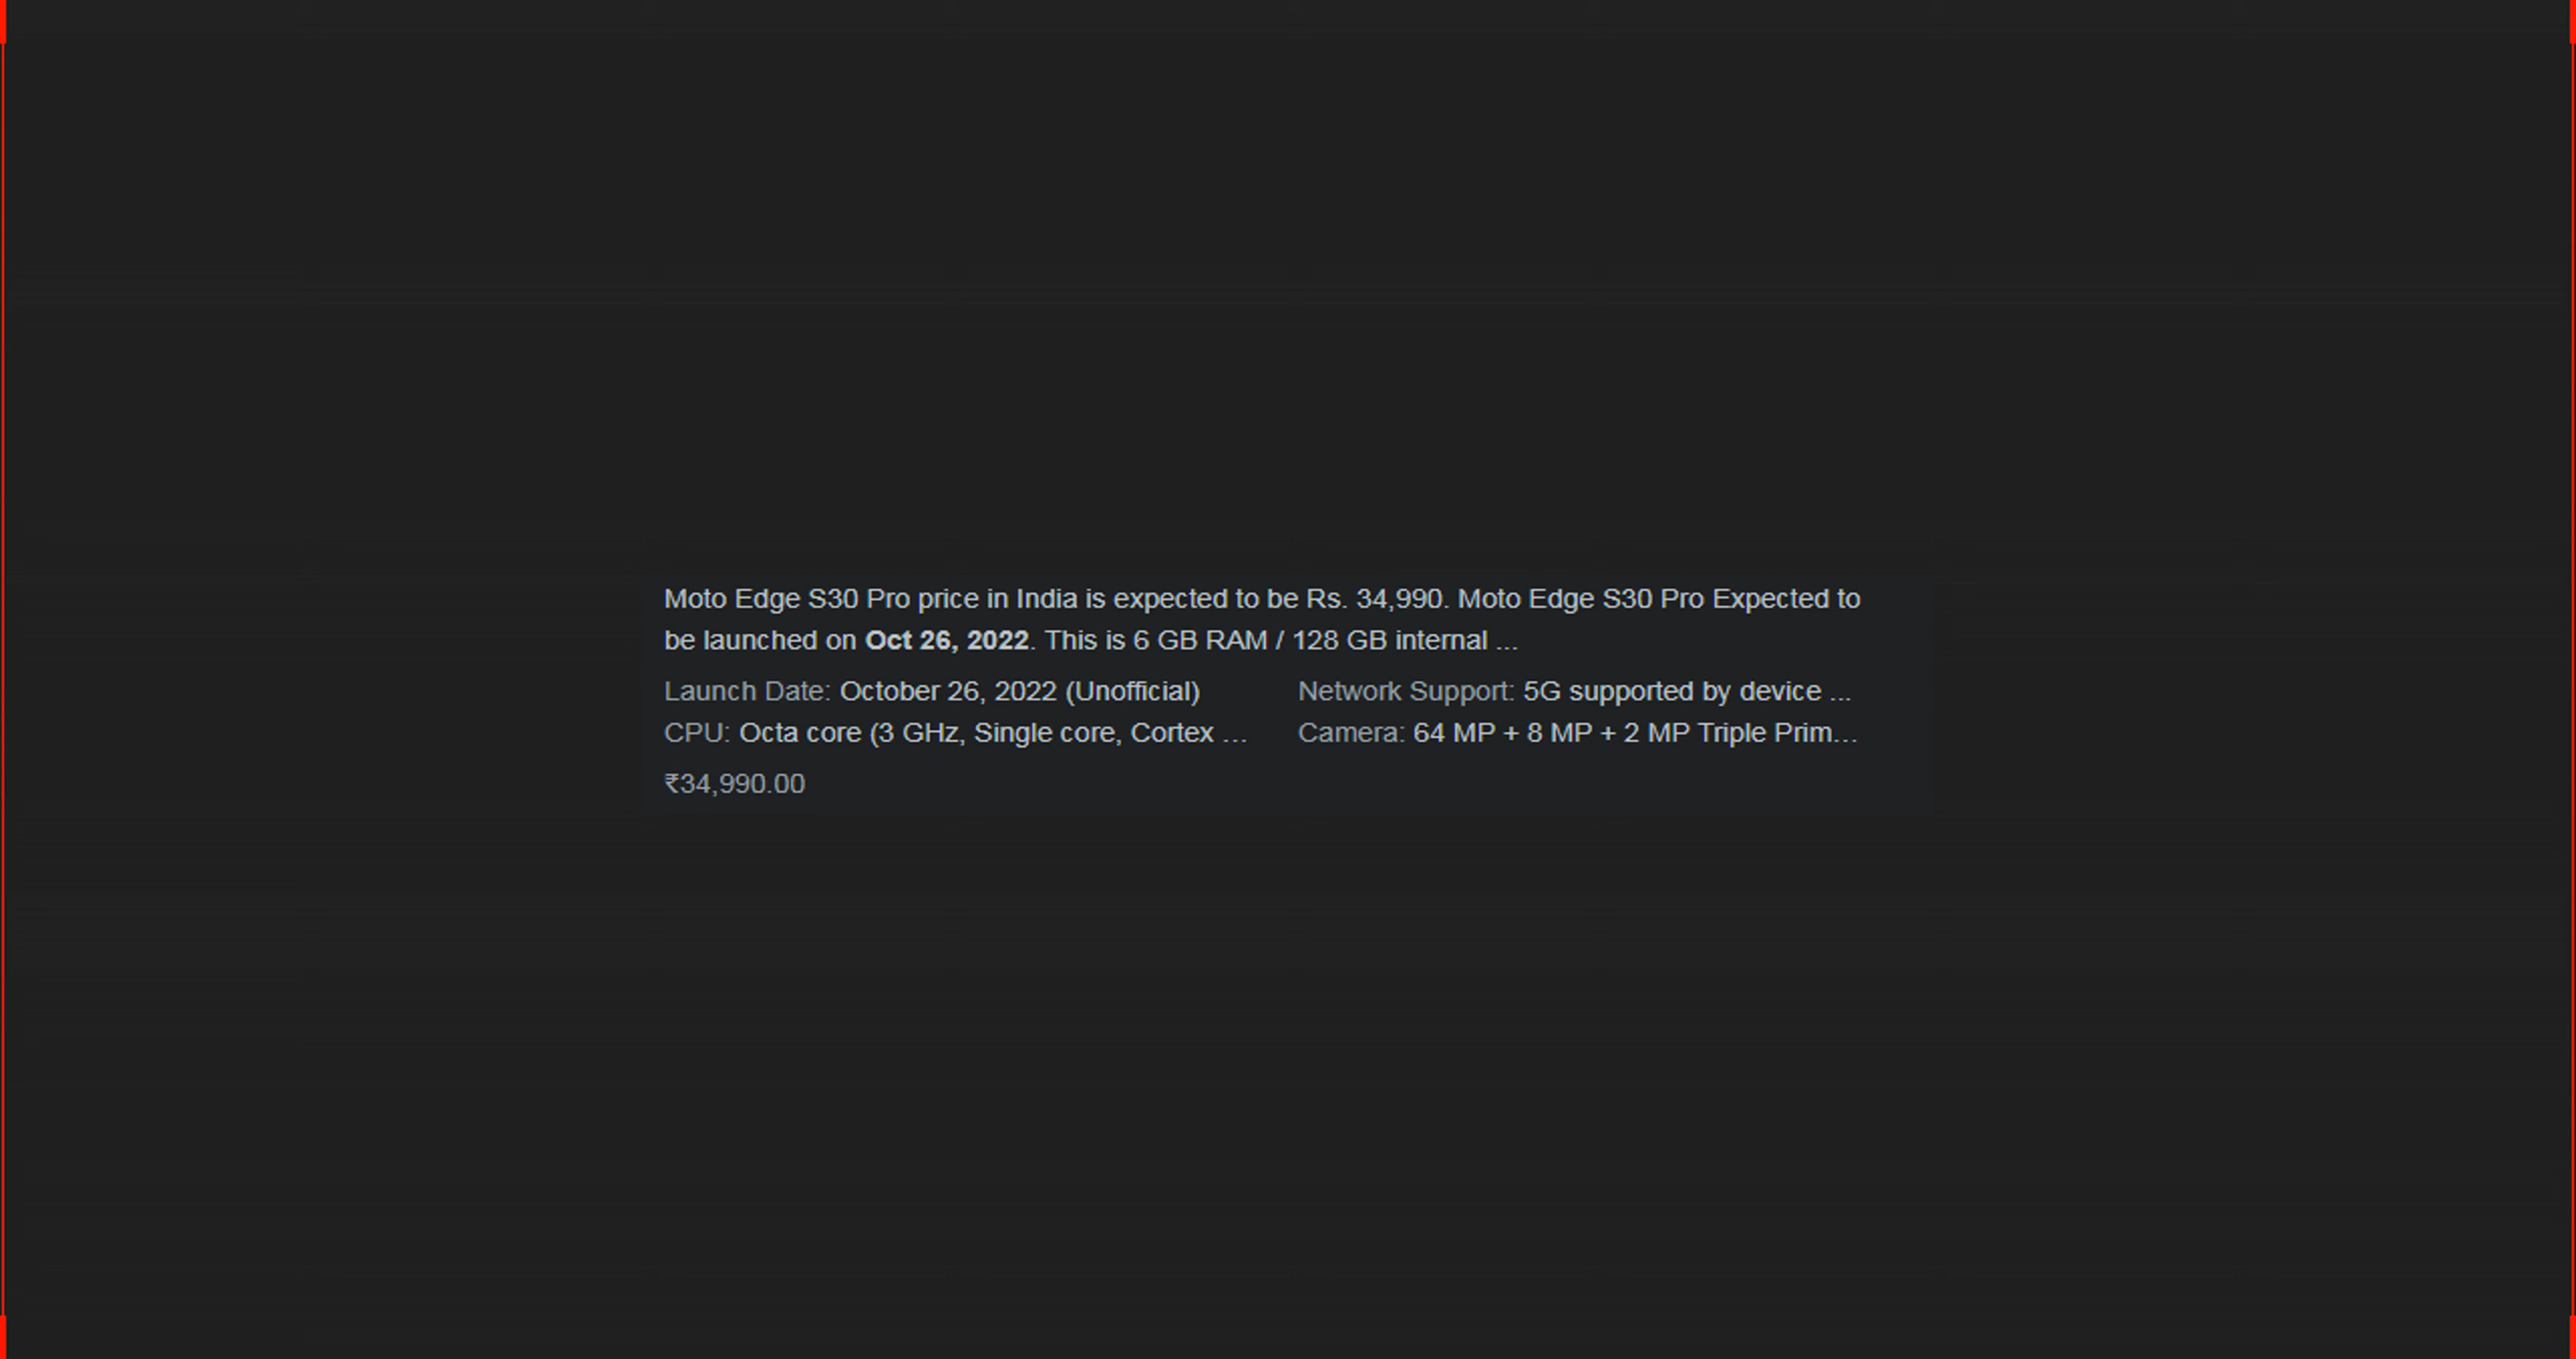 Moto Edge S30 Pro price in India is expected to be Rs. 34,990. Moto Edge S30 Pro Expected to
be launched on Oct 26, 2022. This is 6 GB RAM / 128 GB internal ...
Launch Date: October 26, 2022 (Unofficial) Network Support: 5G supported by device ...
CPU: Octa core (3 GHz, Single core, Cortex ... Camera: 64 MP + 8 MP + 2 MP Triple Prim...
₹34,990.00